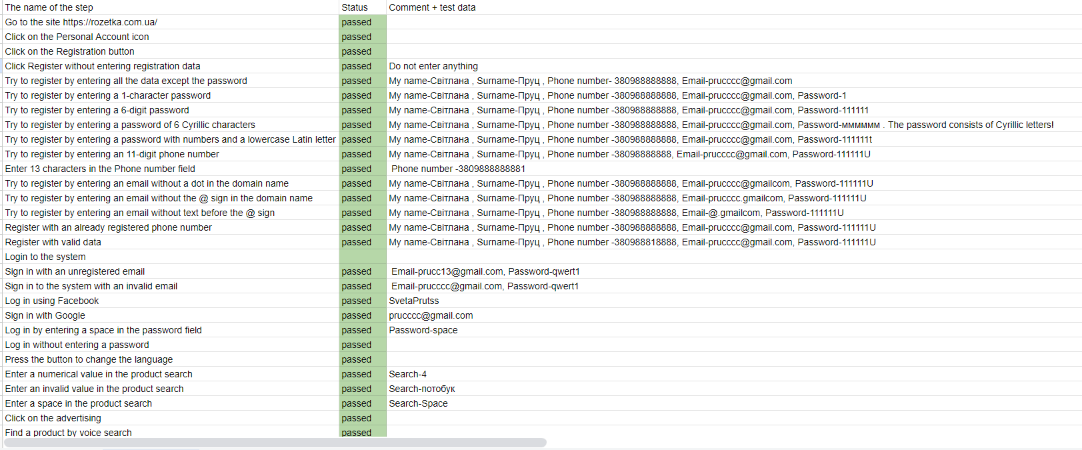 The name of the step Status Comment + test data
Go to the site https://rozetka.com.ua/ passed
Click on the Personal Account icon passed
Click on the Registration button passed
Click Register without entering registration data passed Do not enter anything
Try to register by entering all the data except the password passed My name-Світлана , Surname-Пруц , Phone number- 380988888888, Email-prucccc@gmail.com
Try to register by entering a 1-character password passed My name-Світлана , Surname-Пруц , Phone number -380988888888, Email-prucccc@gmail.com, Password-1
Try to register by entering a 6-digit password passed My name-Світлана , Surname-Пруц , Phone number -380988888888, Email-prucccc@gmail.com, Password-111111
Try to register by entering a password of 6 Cyrillic characters passed My name-Світлана , Surname-Пруц , Phone number -380988888888, Email-prucccc@gmail.com, Password-мммммм . The password consists of Cyrillic letters!
Try to register by entering a password with numbers and a lowercase Latin letter passed My name-Світлана , Surname-Пруц , Phone number -380988888888, Email-prucccc@gmail.com, Password-111111t
Try to register by entering an 11-digit phone number passed My name-Світлана , Surname-Пруц , Phone number -38098888888, Email-prucccc@gmail.com, Password-111111U
Enter 13 characters in the Phone number field passed Phone number -3809888888881
Try to register by entering an email without a dot in the domain name passed My name-Світлана , Surname-Пруц , Phone number -380988888888, Email-prucccc@gmailcom, Password-111111U
Try to register by entering an email without the @ sign in the domain name passed My name-Світлана , Surname-Пруц , Phone number -380988888888, Email-prucccc.gmailcom, Password-111111U
Try to register by entering an email without text before the @ sign passed My name-Світлана , Surname-Пруц , Phone number -380988888888, Email-@.gmailcom, Password-111111U
Register with an already registered phone number passed My name-Світлана , Surname-Пруц , Phone number -380988888888, Email-prucccc@gmail.com, Password-111111U
Register with valid data passed My name-Світлана , Surname-Пруц , Phone number -380988818888, Email-prucccc@gmail.com, Password-111111U
Login to the system
Sign in with an unregistered email passed Email-prucc13@gmail.com, Password-qwert1
Sign in to the system with an invalid email passed Email-prucccc@gmail.com, Password-qwert1
Log in using Facebook passed SvetaPrutss
Sign in with Google passed prucccc@gmail.com
Log in by entering a space in the password field passed Password-space
Log in without entering a password passed
Press the button to change the language passed
Enter a numerical value in the product search passed Search-4
Enter an invalid value in the product search passed Search-потобук
Enter a space in the product search passed Search-Space
Click on the advertising passed
Find a product by voice search passed